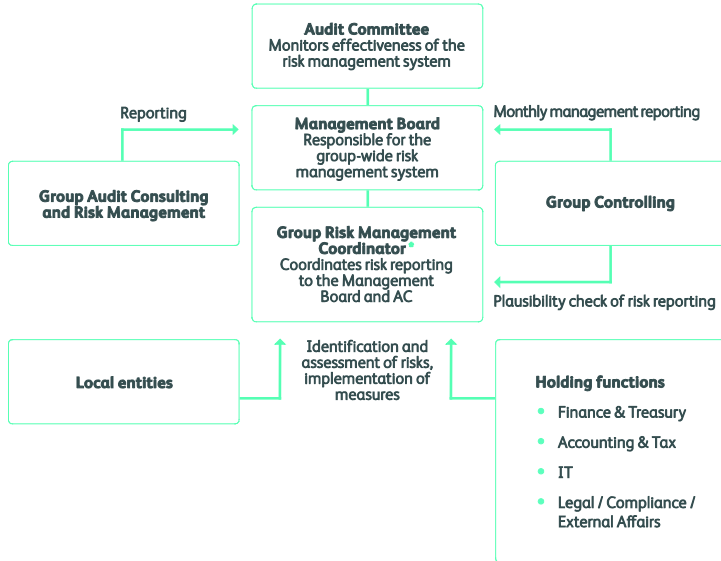 Audit Committee
Monitors effectiveness of the
risk management system
Reporting
Monthly management reporting
Management Board
Responsible for the
group-wide risk
management system
Group Audit Consulting
and Risk Management
Group Controlling
Group Risk Management
Coordinator
Coordinates risk reporting
to the Management
Board and AC
Plausibility check of risk reporting
Local entities
Identification and
assessment of risks,
implementation of
measures
Holding functions
• Finance & Treasury
• Accounting & Tax
• IT
• Legal / Compliance /
External Affairs